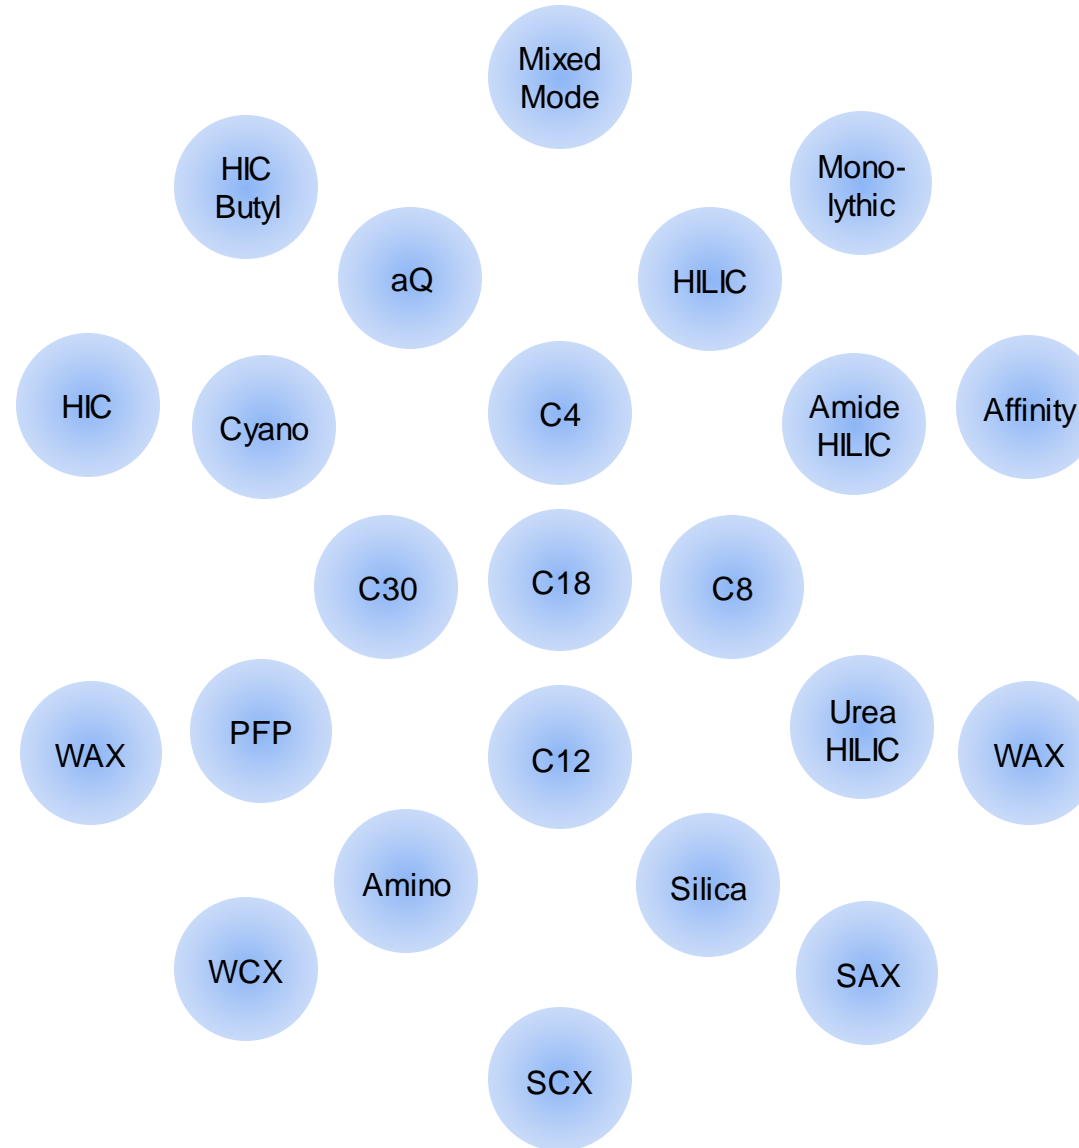 Mixed
Mode
HIC
Butyl
Mono-
lythic
aQ
HILIC
HIC
Cyano
C4
Amide
HILIC
Affinity
C30
C18
C8
WAX
PFP
C12
Urea
HILIC
WAX
Amino
Silica
WCX
SAX
SCX